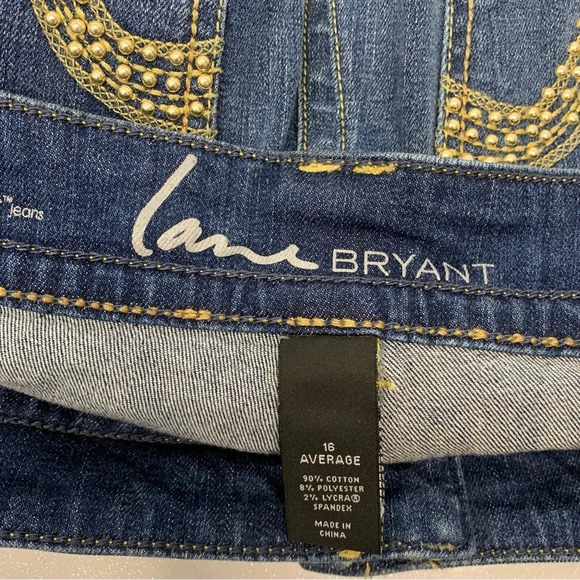 jeans
lane BRYANT
16
AVERAGE
90% COTTON
8% POLYESTER
2% LYCRA®
SPANDEX
MADE IN
CHINA